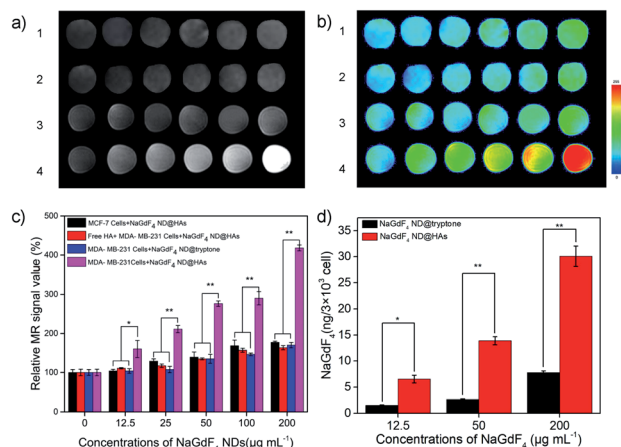 a)
1
2
3
4
b)
1
2
3
4
255
0
c)
Relative MR signal value (%)
450
400
350
300
250
200
150
100
50
0
MCF-7 Cells+NaGdF4 ND@HAs
Free HA+ MDA- MB-231 Cells+NaGdF4 ND@HAs
MDA- MB-231 Cells+NaGdF4 ND@tryptone
MDA- MB-231Cells+NaGdF4 ND@HAs
*
**
**
**
**
0 12.5 25 50 100 200
Concentrations of NaGdF4 NDs(μg mL-1)
d)
NaGdF4(ng/3×10³ cell)
35
30
25
20
15
10
5
0
NaGdF4 ND@tryptone
NaGdF4 ND@HAs
*
**
**
12.5 50 200
Concentrations of NaGdF4 (μg mL-1)